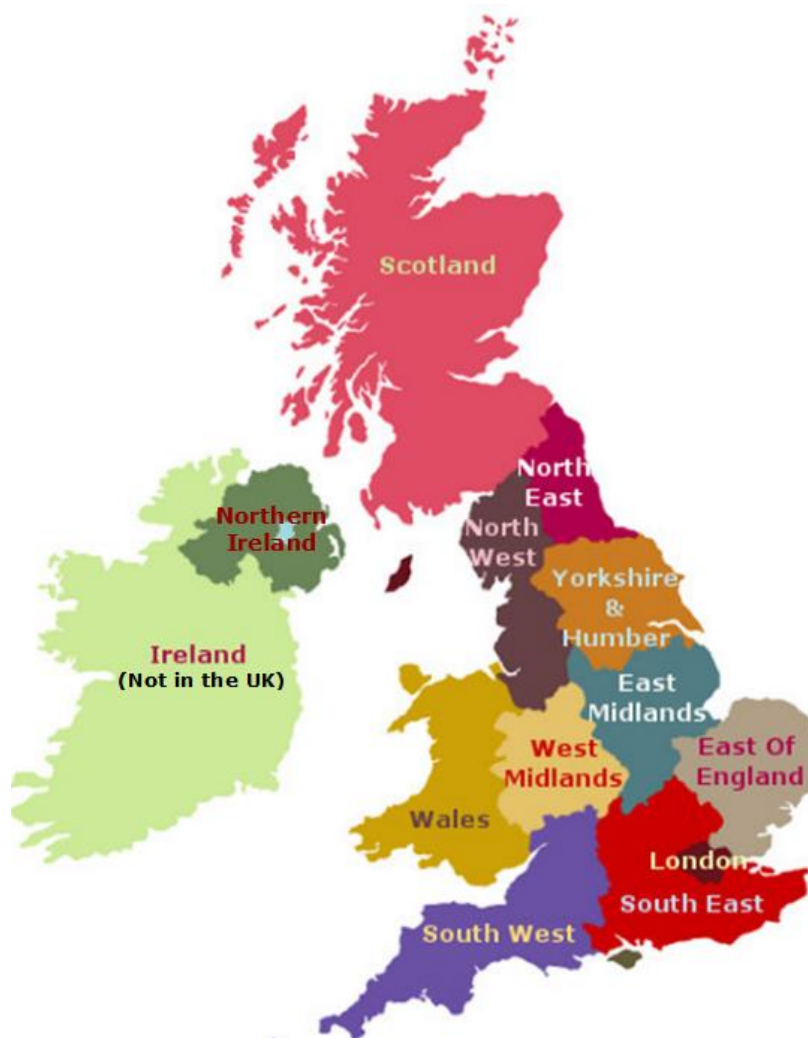 Scotland
North
East
North
West
Northern
Ireland
Yorkshire
&
Humber
Ireland
(Not in the UK)
East
Midlands
West
Midlands
East Of
England
Wales
London
South East
South West